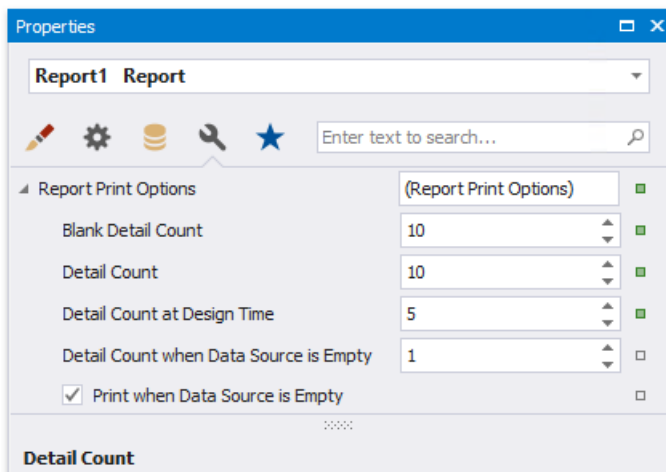 Properties
Report1 Report
Enter text to search...
Report Print Options (Report Print Options)
Blank Detail Count 10
Detail Count 10
Detail Count at Design Time 5
Detail Count when Data Source is Empty 1
Print when Data Source is Empty
Detail Count